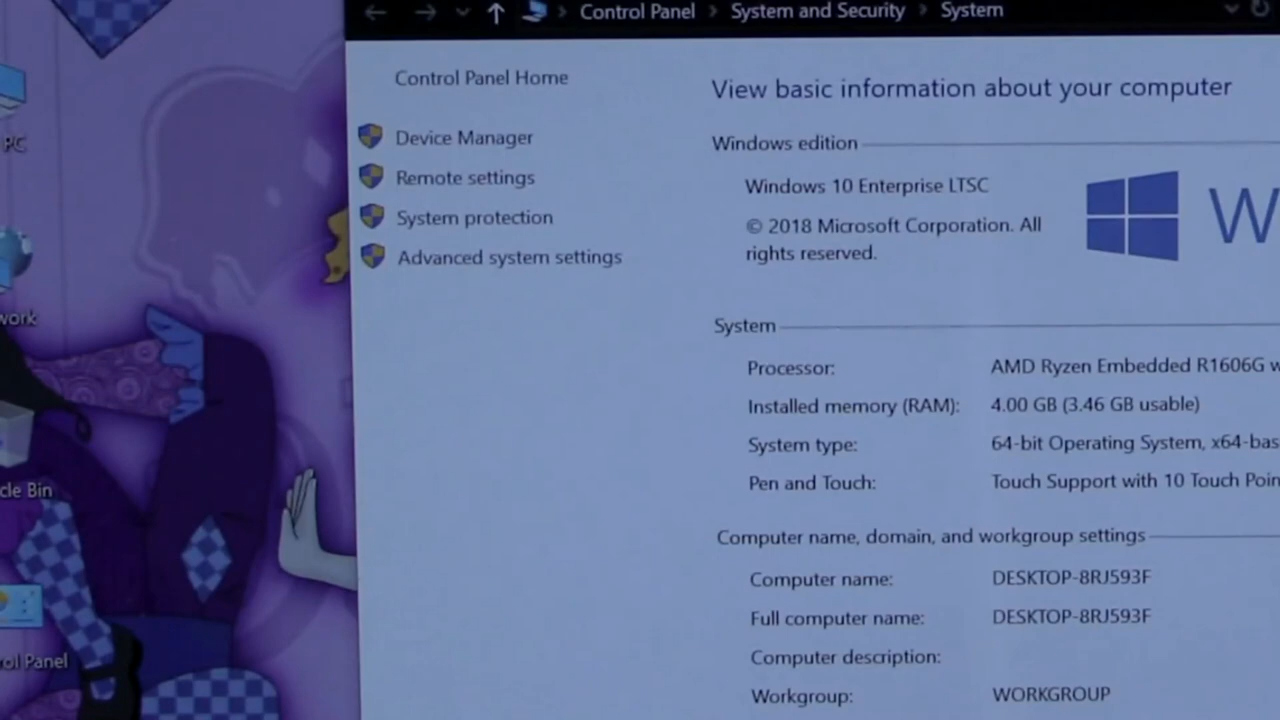 Control Panel > System and Security > System
Control Panel Home
Device Manager
Remote settings
System protection
Advanced system settings
View basic information about your computer
Windows edition
Windows 10 Enterprise LTSC
© 2018 Microsoft Corporation. All
rights reserved.
W
System
Processor: AMD Ryzen Embedded R1606G w
Installed memory (RAM): 4.00 GB (3.46 GB usable)
System type: 64-bit Operating System, x64-bas
Pen and Touch: Touch Support with 10 Touch Poin
Computer name, domain, and workgroup settings
Computer name: DESKTOP-8RJ593F
Full computer name: DESKTOP-8RJ593F
Computer description:
Workgroup: WORKGROUP
PC
work
cle Bin
rol Panel